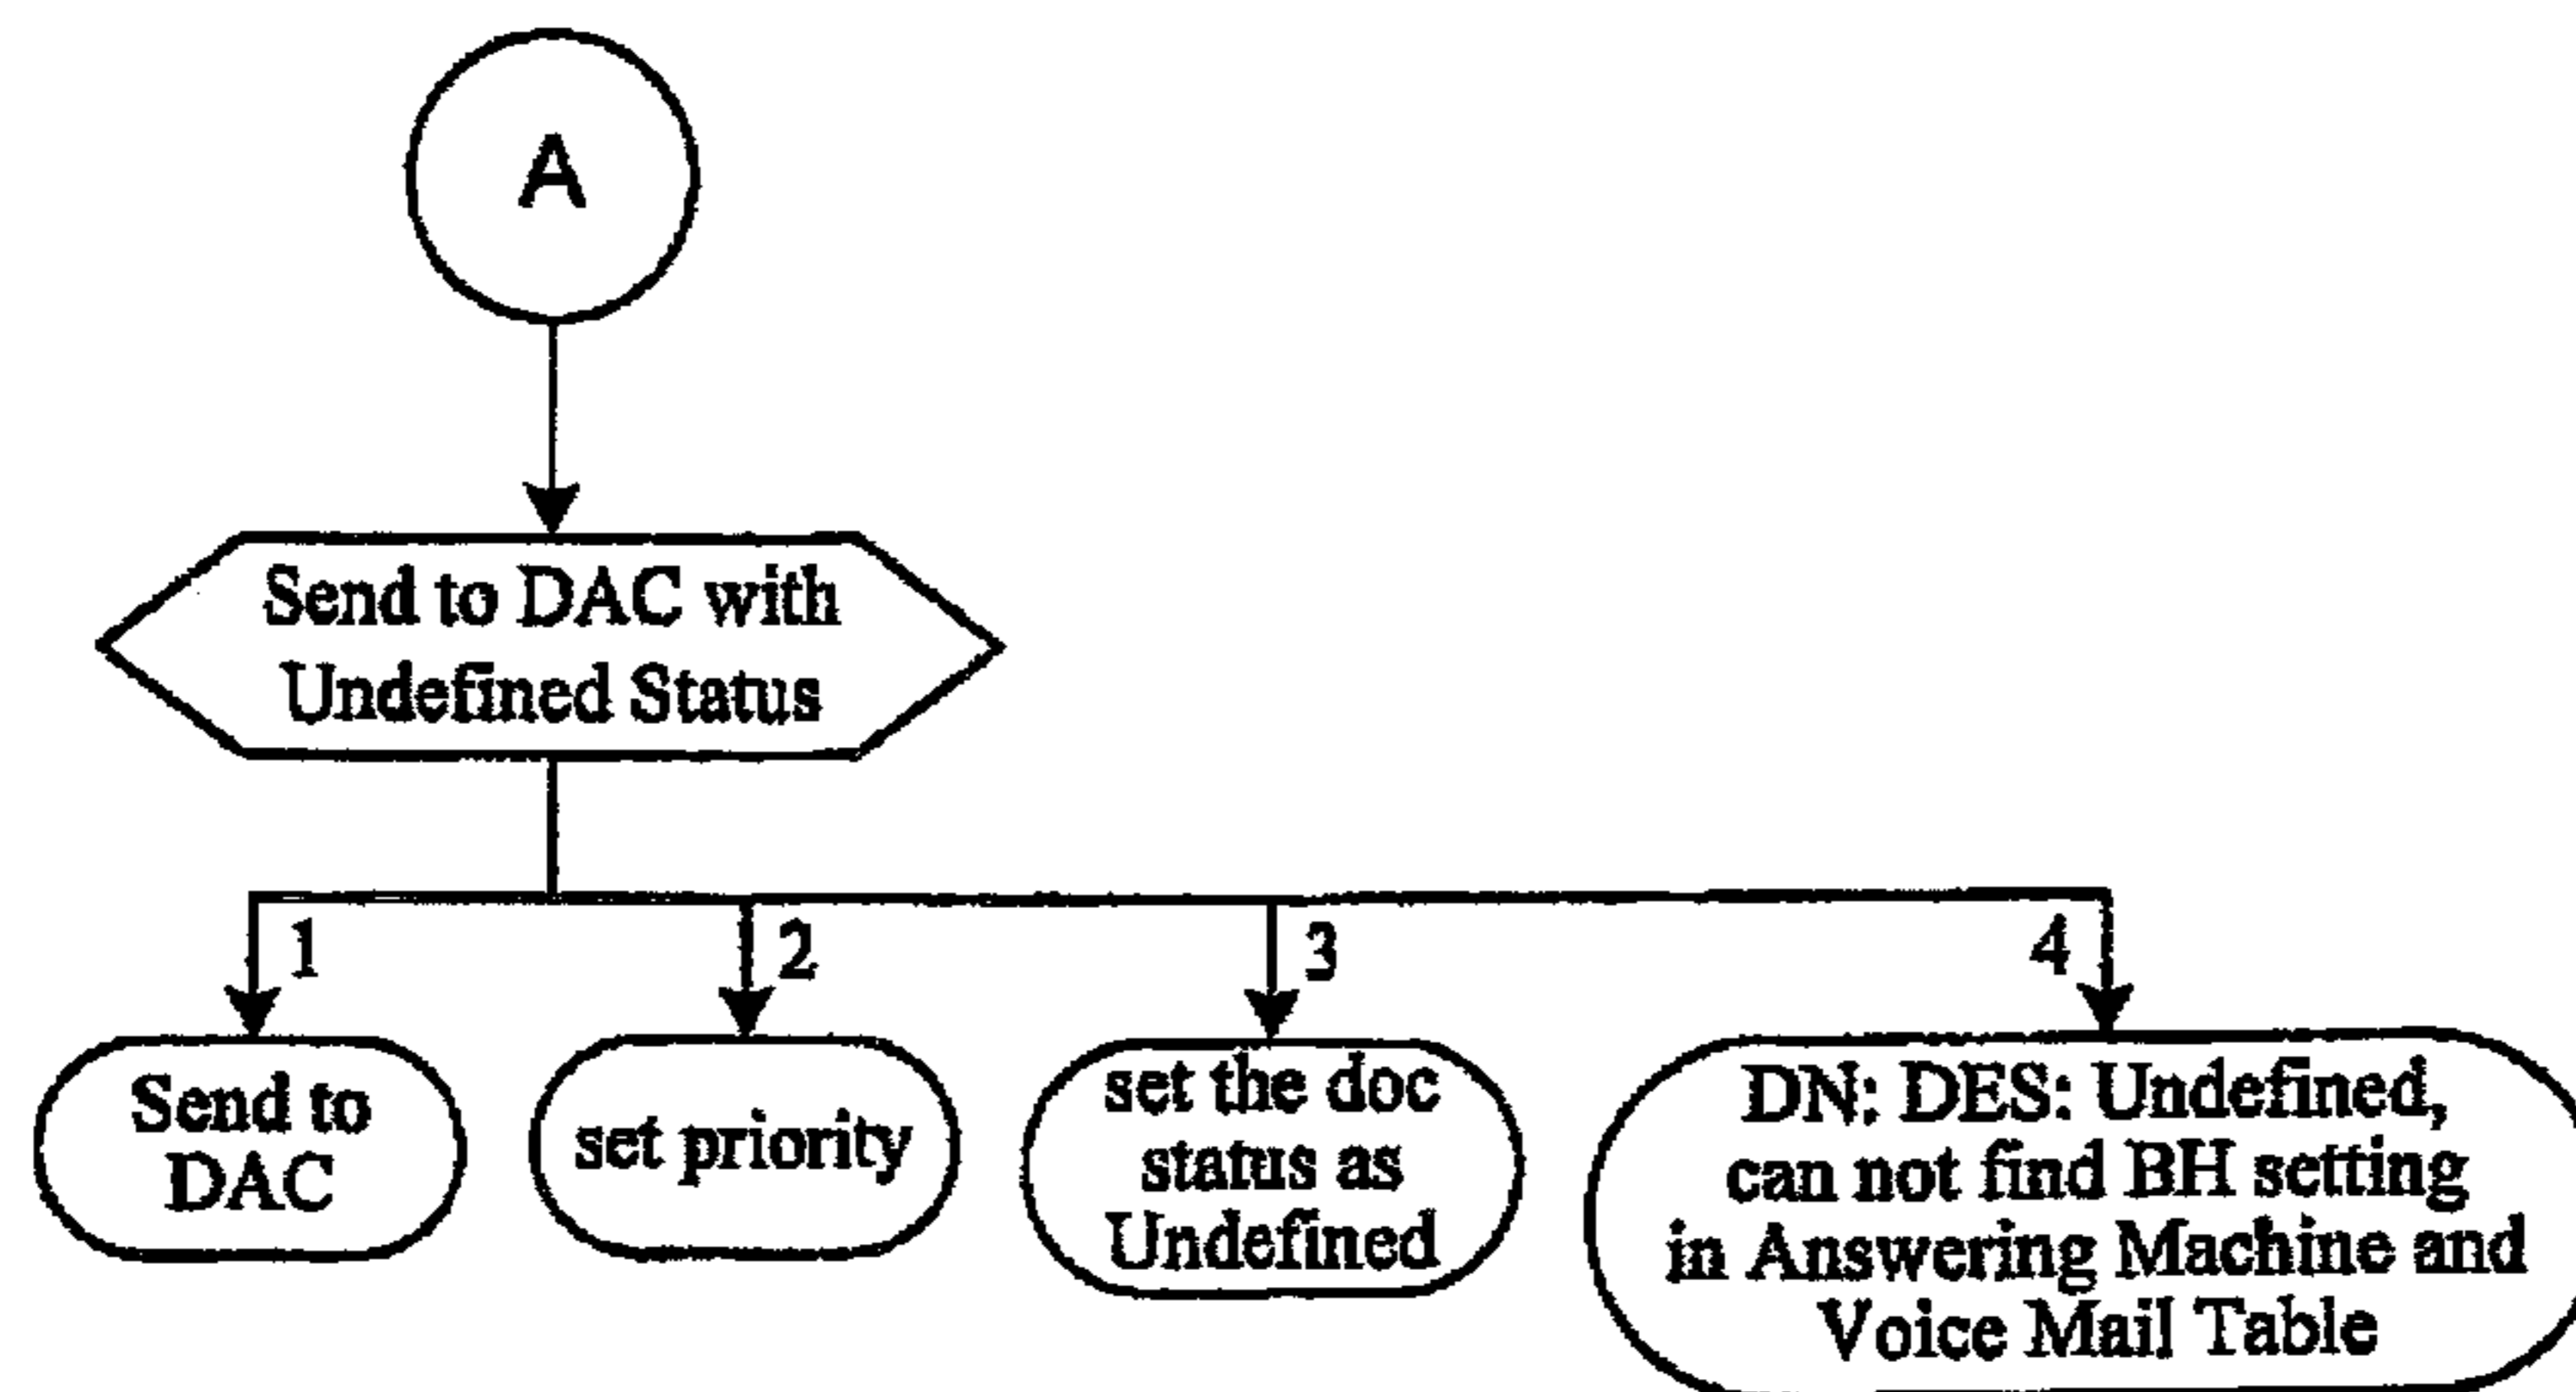 A
Send to DAC with
Undefined Status
1
2
3
4
Send to
DAC
set priority
set the doc
status as
Undefined
DN: DES: Undefined,
can not find BH setting
in Answering Machine and
Voice Mail Table